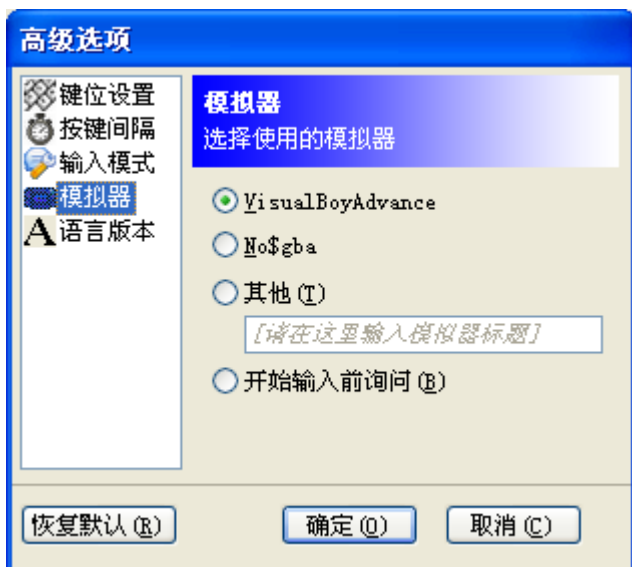 高级选项
键位设置
按键间隔
输入模式
模拟器
语言版本
模拟器
选择使用的模拟器
VisualBoyAdvance
No$gba
其他(T)
[请在这里输入模拟器标题]
开始输入前询问(B)
恢复默认(R)
确定(O)
取消(C)